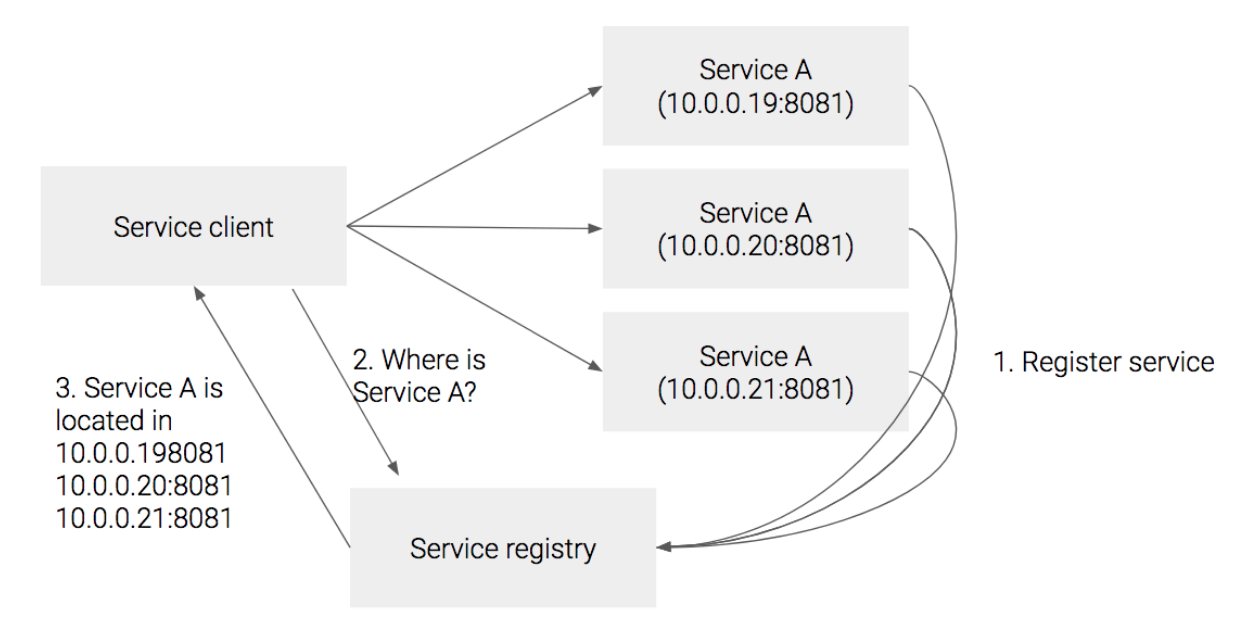 Service A
(10.0.0.19:8081)
Service client
Service A
(10.0.0.20:8081)
Service A
(10.0.0.21:8081)
1. Register service
2. Where is
Service A?
3. Service A is
located in
10.0.0.198081
10.0.0.20:8081
10.0.0.21:8081
Service registry